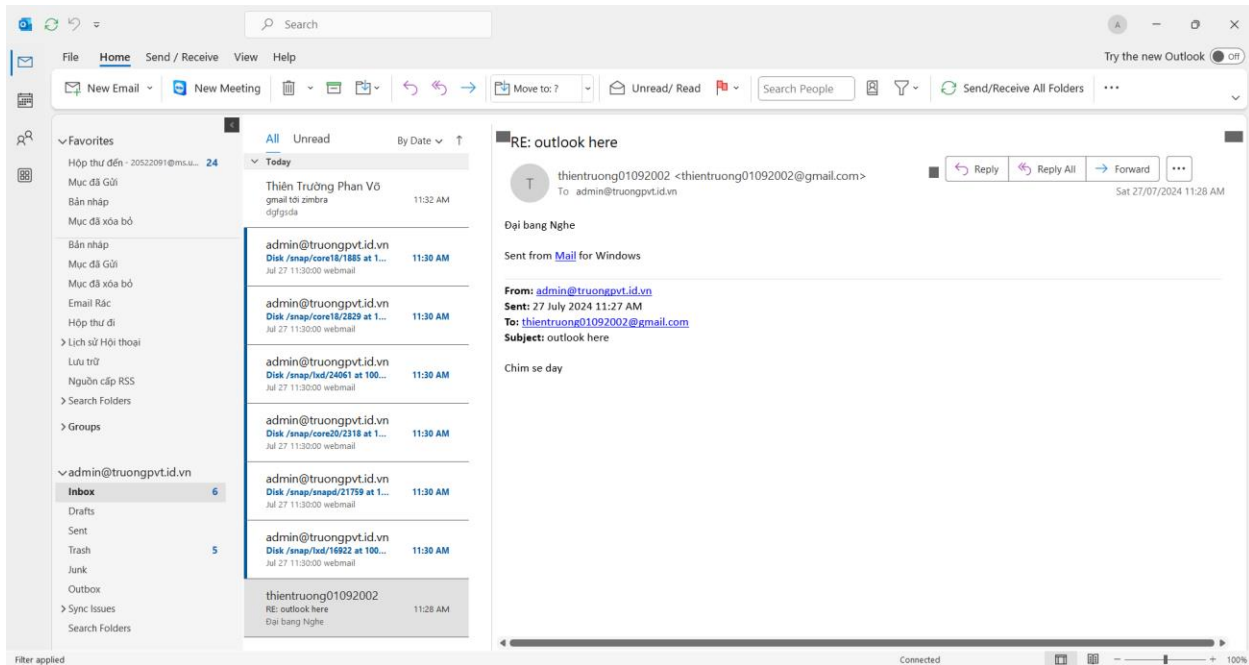 Search
A
File Home Send / Receive View Help
Try the new Outlook Off
New Email New Meeting Move to: ? Unread/ Read Search People Send/Receive All Folders
Favorites
Hộp thư đến - 20522091@ms.u... 24
Mục đã Gửi
Bản nháp
Mục đã xóa bỏ
Bản nháp
Mục đã Gửi
Mục đã xóa bỏ
Email Rác
Hộp thư đi
Lịch sử Hội thoại
Lưu trữ
Nguồn cấp RSS
Search Folders
Groups
admin@truongpvt.id.vn
Inbox 6
Drafts
Sent
Trash 5
Junk
Outbox
Sync Issues
Search Folders
All Unread By Date
Today
Thiên Trường Phan Võ
gmail tới zimbra 11:32 AM
dgfgsda
admin@truongpvt.id.vn
Disk /snap/core18/1885 at 1... 11:30 AM
Jul 27 11:30:00 webmail
admin@truongpvt.id.vn
Disk /snap/core18/2829 at 1... 11:30 AM
Jul 27 11:30:00 webmail
admin@truongpvt.id.vn
Disk /snap/lxd/24061 at 100... 11:30 AM
Jul 27 11:30:00 webmail
admin@truongpvt.id.vn
Disk /snap/core20/2318 at 1... 11:30 AM
Jul 27 11:30:00 webmail
admin@truongpvt.id.vn
Disk /snap/snapd/21759 at 1... 11:30 AM
Jul 27 11:30:00 webmail
admin@truongpvt.id.vn
Disk /snap/lxd/16922 at 100... 11:30 AM
Jul 27 11:30:00 webmail
thientruong01092002
RE: outlook here 11:28 AM
Đại bang Nghe
RE: outlook here
T
thientruong01092002 <thientruong01092002@gmail.com>
To admin@truongpvt.id.vn
Reply Reply All Forward
Sat 27/07/2024 11:28 AM
Đại bang Nghe
Sent from Mail for Windows
From: admin@truongpvt.id.vn
Sent: 27 July 2024 11:27 AM
To: thientruong01092002@gmail.com
Subject: outlook here
Chim se day
Filter applied
Connected
100%